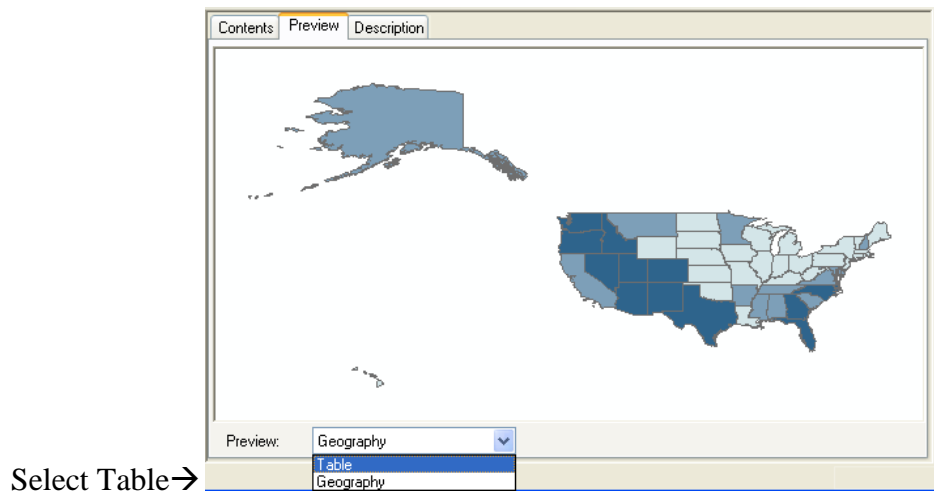 Contents Preview Description
Preview: Geography
Table
Select Table→
Geography